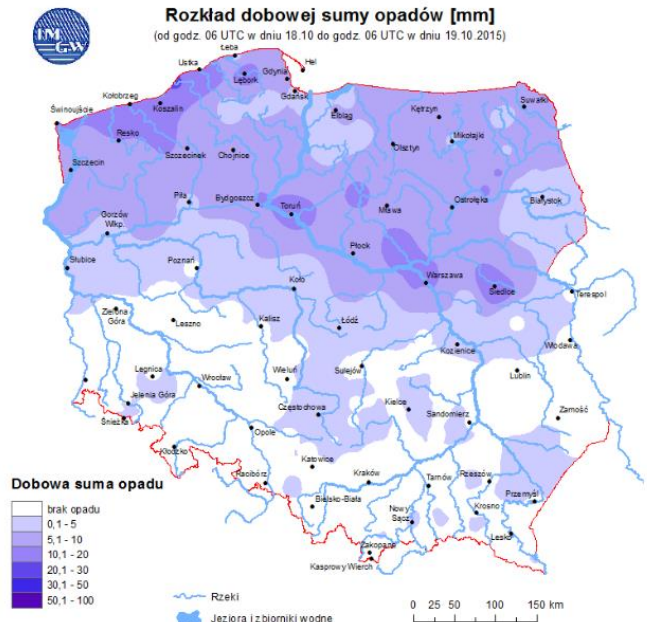 IM
GW
Rozkład dobowej sumy opadów [mm]
(od godz. 06 UTC w dniu 18.10 do godz. 06 UTC w dniu 19.10.2015)
Łeba
Ustka
Lębork
Gdynia
Hel
Gdańsk
Kołobrzeg
Koszalin
Świnoujście
Resko
Elbląg
Kętrzyn
Suwałki
Szczecin
Szczecinek
Chojnice
Olsztyn
Mikołajki
Piła
Bydgoszcz
Toruń
Mława
Ostrołęka
Białystok
Gorzów
Wlkp.
Płock
Słubice
Poznań
Koło
Warszawa
Siedlce
Terespol
Zielona
Góra
Leszno
Kalisz
Łódź
Kozienice
Włodawa
Legnica
Wrocław
Wieluń
Sulejów
Lublin
Jelenia Góra
Śnieżka
Częstochowa
Kielce
Sandomierz
Zamość
Kłodzko
Opole
Racibórz
Katowice
Kraków
Tarnów
Rzeszów
Przemyśl
Bielsko-Biała
Nowy
Sącz
Krosno
Lesko
Zakopane
Kasprowy Wierch
Dobowa suma opadu
brak opadu
0,1 - 5
5,1 - 10
10,1 - 20
20,1 - 30
30,1 - 50
50,1 - 100
Rzeki
Jeziora i zbiorniki wodne
0 25 50 100 150 km